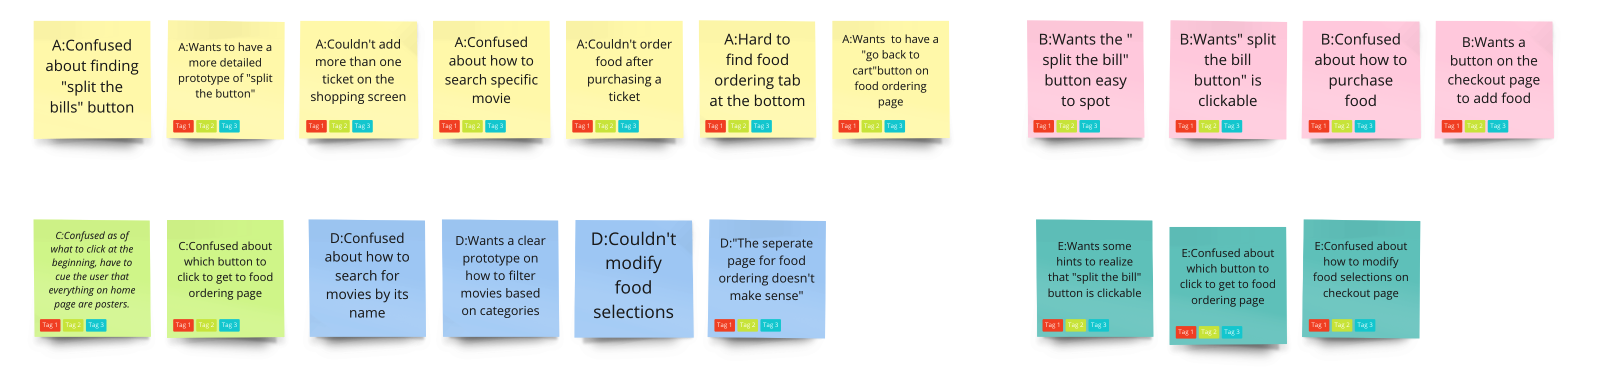 A:Confused
about finding
"split the
bills" button
Tag 1 Tag 2 Tag 3
A:Wants to have a
more detailed
prototype of "split
the button"
Tag 1 Tag 2 Tag 3
A:Couldn't add
more than one
ticket on the
shopping screen
Tag 1 Tag 2 Tag 3
A:Confused
about how to
search specific
movie
Tag 1 Tag 2 Tag 3
A:Couldn't order
food after
purchasing a
ticket
Tag 1 Tag 2 Tag 3
A:Hard to
find food
ordering tab
at the bottom
Tag 1 Tag 2 Tag 3
A:Wants to have a
"go back to
cart"button on
food ordering
page
Tag 1 Tag 2 Tag 3
B:Wants the "
split the bill"
button easy
to spot
Tag 1 Tag 2 Tag 3
B:Wants" split
the bill
button" is
clickable
Tag 1 Tag 2 Tag 3
B:Confused
about how to
purchase
food
Tag 1 Tag 2 Tag 3
B:Wants a
button on the
checkout page
to add food
Tag 1 Tag 2 Tag 3
C:Confused as of
what to click at the
beginning, have to
cue the user that
everything on home
page are posters.
Tag 1 Tag 2 Tag 3
C:Confused about
which button to
click to get to food
ordering page
Tag 1 Tag 2 Tag 3
D:Confused
about how to
search for
movies by its
name
D:Wants a clear
prototype on
how to filter
movies based
on categories
D:Couldn't
modify
food
selections
D:"The seperate
page for food
ordering doesn't
make sense"
Tag 1 Tag 2 Tag 3
E:Wants some
hints to realize
that "split the bill"
button is clickable
Tag 1 Tag 2 Tag 3
E:Confused about
which button to
click to get to food
ordering page
Tag 1 Tag 2 Tag 3
E:Confused about
how to modify
food selections on
checkout page
Tag 1 Tag 2 Tag 3